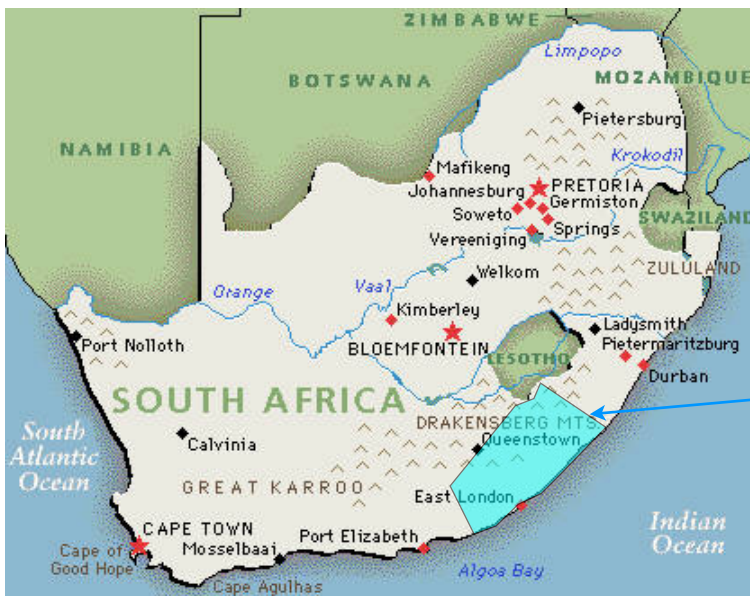 ZIMBABWE
Limpopo
BOTSWANA
MOZAMBIQUE
Pietersburg
NAMIBIA
Krokodil
Mafikeng
Johannesburg
PRETORIA
Germiston
Soweto
SWAZILAND
Springs
Vereeniging
ZULULAND
Welkom
Orange
Vaal
Kimberley
Ladysmith
Port Nolloth
BLOEMFONTEIN
Pietermaritzburg
LESOTHO
Durban
SOUTH AFRICA
DRAKENSBERG MTS.
South
Atlantic
Ocean
Calvinia
Queenstown
GREAT KARROO
East London
CAPE TOWN
Port Elizabeth
Indian
Ocean
Cape of
Good Hope
Mosselbaai
Algoa Bay
Cape Agulhas